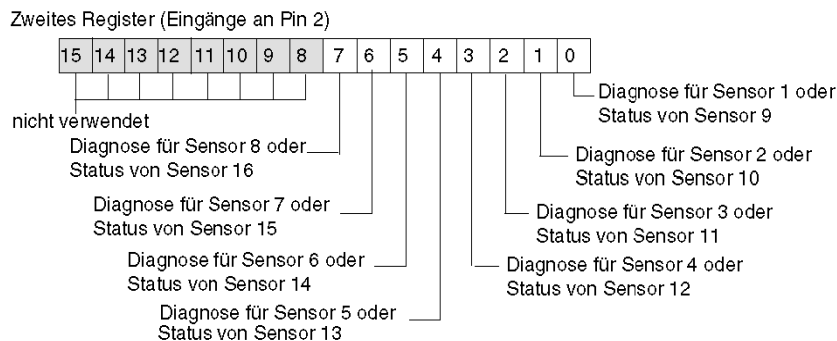 Zweites Register (Eingänge an Pin 2)
15 14 13 12 11 10 9 8 7 6 5 4 3 2 1 0
Diagnose für Sensor 1 oder
Status von Sensor 9
nicht verwendet
Diagnose für Sensor 8 oder
Status von Sensor 16
Diagnose für Sensor 2 oder
Status von Sensor 10
Diagnose für Sensor 7 oder
Status von Sensor 15
Diagnose für Sensor 3 oder
Status von Sensor 11
Diagnose für Sensor 6 oder
Status von Sensor 14
Diagnose für Sensor 4 oder
Status von Sensor 12
Diagnose für Sensor 5 oder
Status von Sensor 13